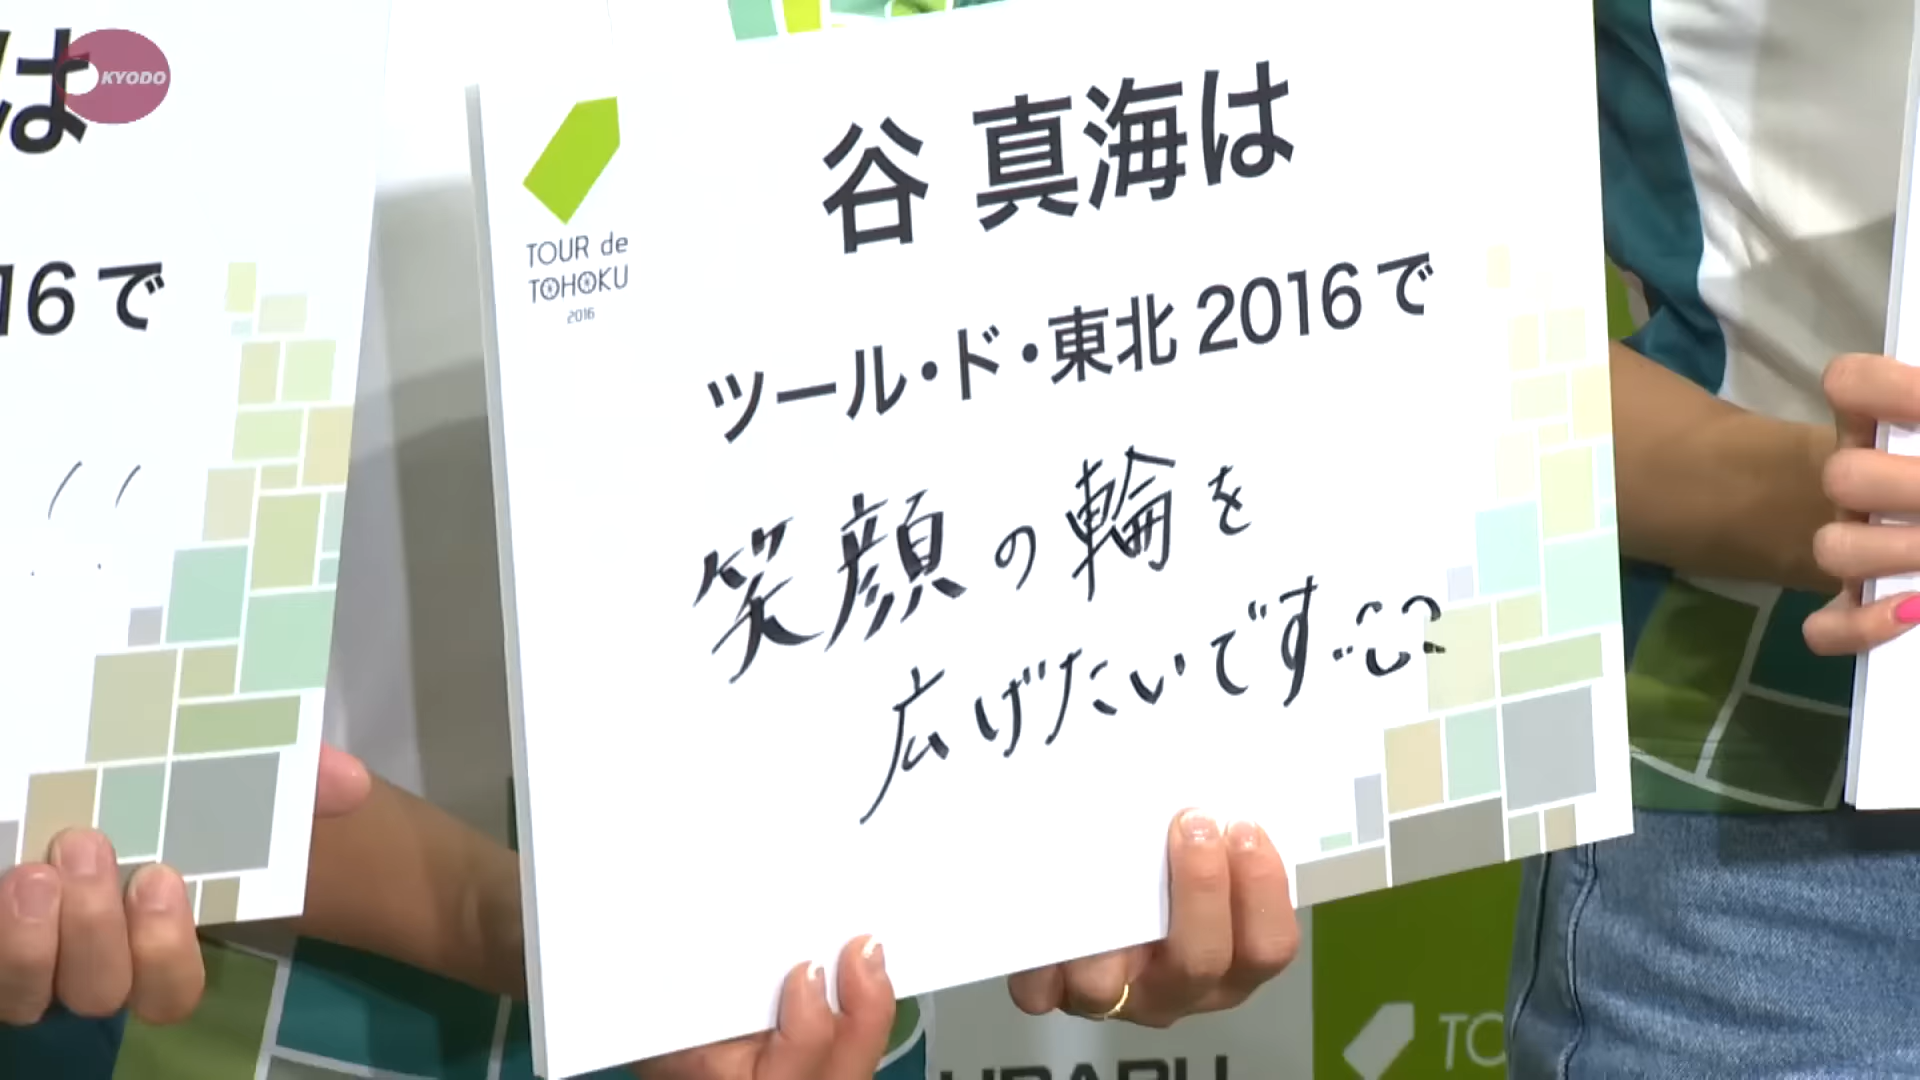 は
KYODO
16で
TOUR de
TOHOKU
2016
谷 真海は
ツール・ド・東北 2016で
笑顔の輪を
広げたいです
TO